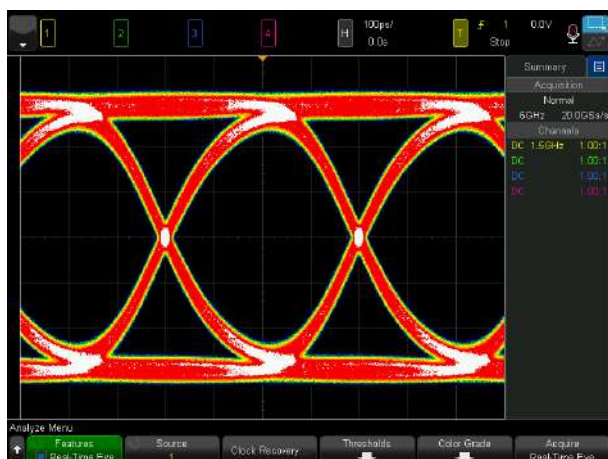 1 2 3 4 H 100ps/ 0.0s T 1 0.0V Stop
Summary
Acquisition
Normal
6GHz 20.0GSa/s
Channels
DC 1.5GHz 1.00:1
DC 1.00:1
DC 1.00:1
DC 1.00:1
Analyze Menu
Features Source Clock Recovery Thresholds Color Grade Acquire
Real-Time Eye 1 Real-Time Eye